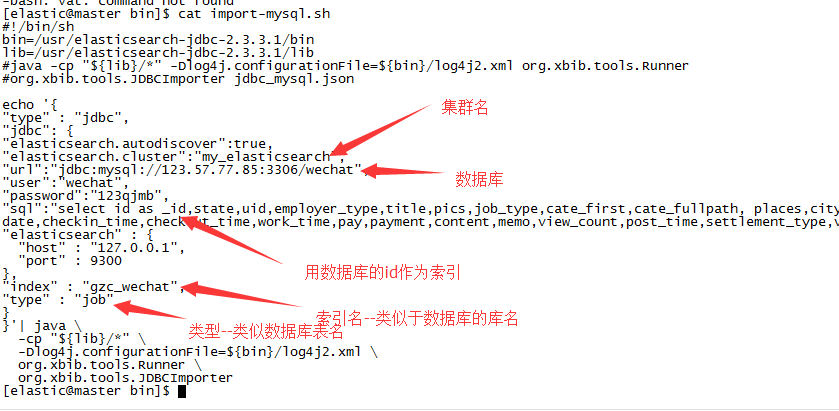 -bash: vat: command not found
[elastic@master bin]$ cat import-mysql.sh
#!/bin/sh
bin=/usr/elasticsearch-jdbc-2.3.3.1/bin
lib=/usr/elasticsearch-jdbc-2.3.3.1/lib
#java -cp "${lib}/*" -Dlog4j.configurationFile=${bin}/log4j2.xml org.xbib.tools.Runner
#org.xbib.tools.JDBCImporter jdbc_mysql.json
echo '{
"type" : "jdbc",
集群名
"jdbc": {
"elasticsearch.autodiscover":true,
"elasticsearch.cluster":"my_elasticsearch",
"url":"jdbc:mysql://123.57.77.85:3306/wechat",
数据库
"user":"wechat",
"password":"123qjmb",
"sql":"select id as _id,state,uid,employer_type,title,pics,job_type,cate_first,cate_fullpath, places,city
date,checkin_time,checkout_time,work_time,pay,payment,content,memo,view_count,post_time,settlement_type,v
"elasticsearch" : {
"host" : "127.0.0.1",
"port" : 9300
用数据库的id作为索引
},
"index" : "gzc_wechat",
"type" : "job"
索引名--类似于数据库的库名
}
类型--类似数据库表名
}'| java \
-cp "${lib}/*" \
-Dlog4j.configurationFile=${bin}/log4j2.xml \
org.xbib.tools.Runner \
org.xbib.tools.JDBCImporter
[elastic@master bin]$